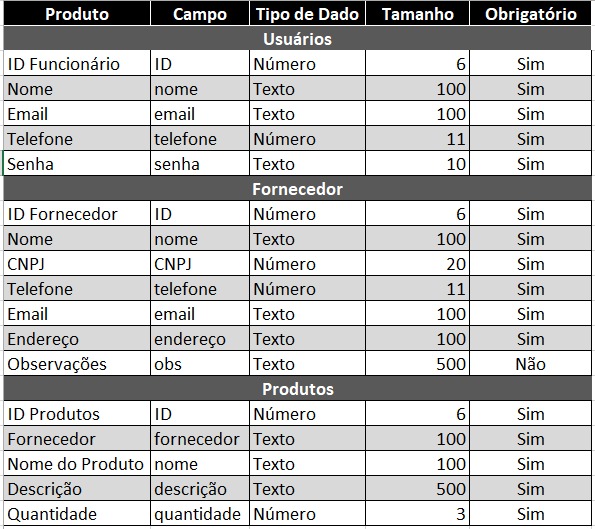 Produto Campo Tipo de Dado Tamanho Obrigatório
Usuários
ID Funcionário ID Número 6 Sim
Nome nome Texto 100 Sim
Email email Texto 100 Sim
Telefone telefone Número 11 Sim
Senha senha Texto 10 Sim
Fornecedor
ID Fornecedor ID Número 6 Sim
Nome nome Texto 100 Sim
CNPJ CNPJ Número 20 Sim
Telefone telefone Número 11 Sim
Email email Texto 100 Sim
Endereço endereço Texto 100 Sim
Observações obs Texto 500 Não
Produtos
ID Produtos ID Número 6 Sim
Fornecedor fornecedor Texto 100 Sim
Nome do Produto nome Texto 100 Sim
Descrição descrição Texto 500 Sim
Quantidade quantidade Número 3 Sim